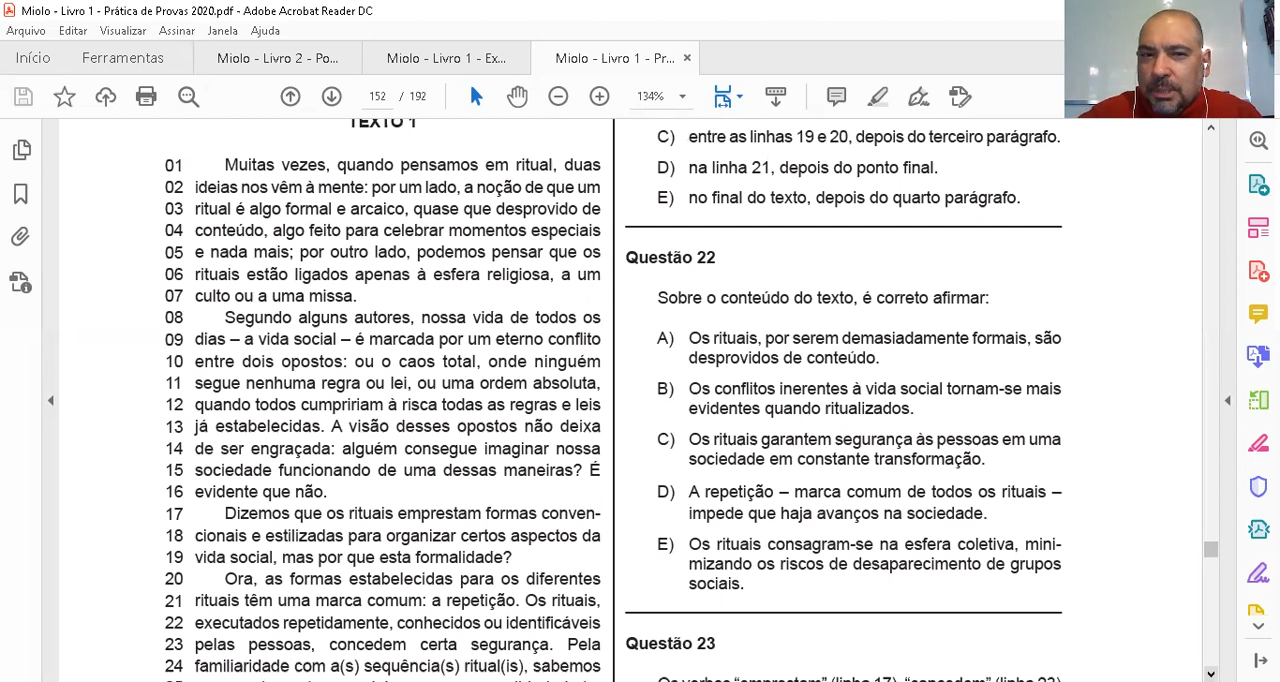 Miolo - Livro 1 - Prática de Provas 2020.pdf - Adobe Acrobat Reader DC
Arquivo Editar Visualizar Assinar Janela Ajuda
Início Ferramentas Miolo - Livro 2 - Po... Miolo - Livro 1 - Ex... Miolo - Livro 1 - Pr... ×
152 / 192 134%
TEXTO 1
01 Muitas vezes, quando pensamos em ritual, duas
02 ideias nos vêm à mente: por um lado, a noção de que um
03 ritual é algo formal e arcaico, quase que desprovido de
04 conteúdo, algo feito para celebrar momentos especiais
05 e nada mais; por outro lado, podemos pensar que os
06 rituais estão ligados apenas à esfera religiosa, a um
07 culto ou a uma missa.
08 Segundo alguns autores, nossa vida de todos os
09 dias – a vida social – é marcada por um eterno conflito
10 entre dois opostos: ou o caos total, onde ninguém
11 segue nenhuma regra ou lei, ou uma ordem absoluta,
12 quando todos cumpririam à risca todas as regras e leis
13 já estabelecidas. A visão desses opostos não deixa
14 de ser engraçada: alguém consegue imaginar nossa
15 sociedade funcionando de uma dessas maneiras? É
16 evidente que não.
17 Dizemos que os rituais emprestam formas conven-
18 cionais e estilizadas para organizar certos aspectos da
19 vida social, mas por que esta formalidade?
20 Ora, as formas estabelecidas para os diferentes
21 rituais têm uma marca comum: a repetição. Os rituais,
22 executados repetidamente, conhecidos ou identificáveis
23 pelas pessoas, concedem certa segurança. Pela
24 familiaridade com a(s) sequência(s) ritual(is), sabemos
C) entre as linhas 19 e 20, depois do terceiro parágrafo.
D) na linha 21, depois do ponto final.
E) no final do texto, depois do quarto parágrafo.
Questão 22
Sobre o conteúdo do texto, é correto afirmar:
A) Os rituais, por serem demasiadamente formais, são
desprovidos de conteúdo.
B) Os conflitos inerentes à vida social tornam-se mais
evidentes quando ritualizados.
C) Os rituais garantem segurança às pessoas em uma
sociedade em constante transformação.
D) A repetição – marca comum de todos os rituais –
impede que haja avanços na sociedade.
E) Os rituais consagram-se na esfera coletiva, mini-
mizando os riscos de desaparecimento de grupos
sociais.
Questão 23
Os verbos "emprestam" (linha 17), "concedem" (linha 23)